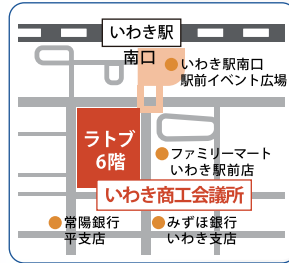 いわき駅
南口
いわき駅南口
駅前イベント広場
ラトブ
6階
ファミリーマート
いわき駅前店
いわき商工会議所
常陽銀行
平支店
みずほ銀行
いわき支店